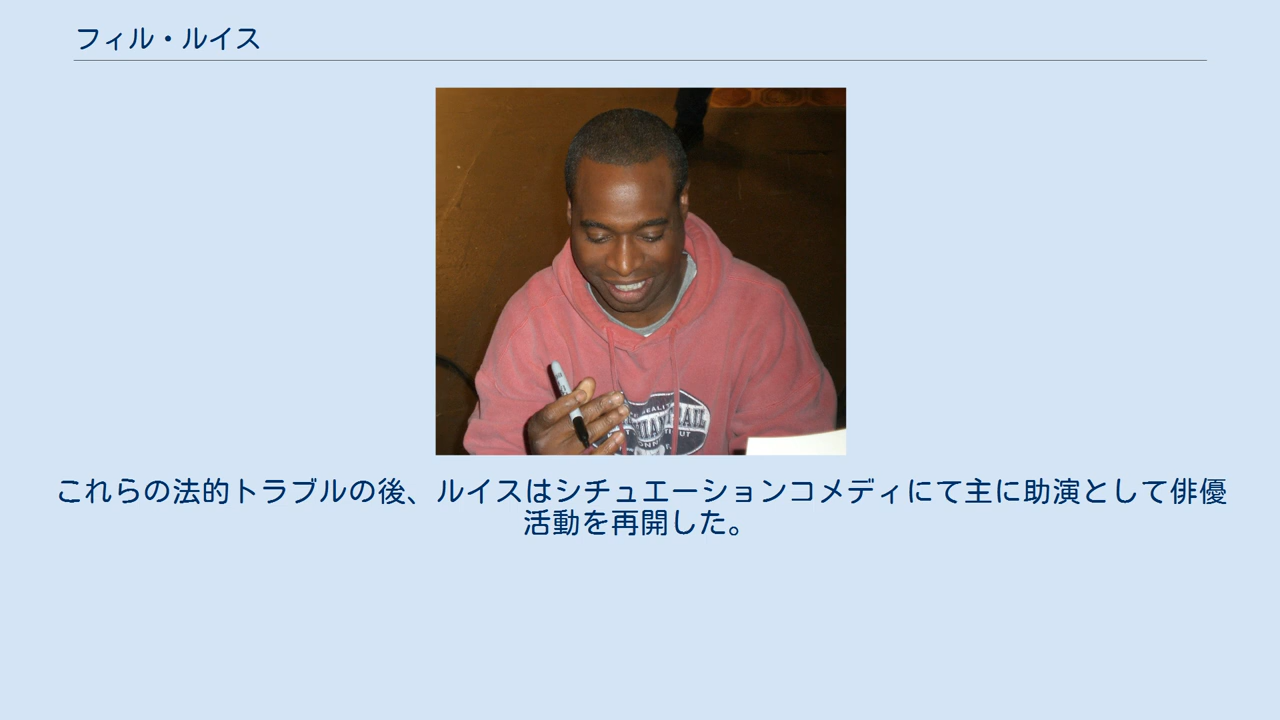 フィル・ルイス
これらの法的トラブルの後、ルイスはシチュエーションコメディにて主に助演として俳優
活動を再開した。